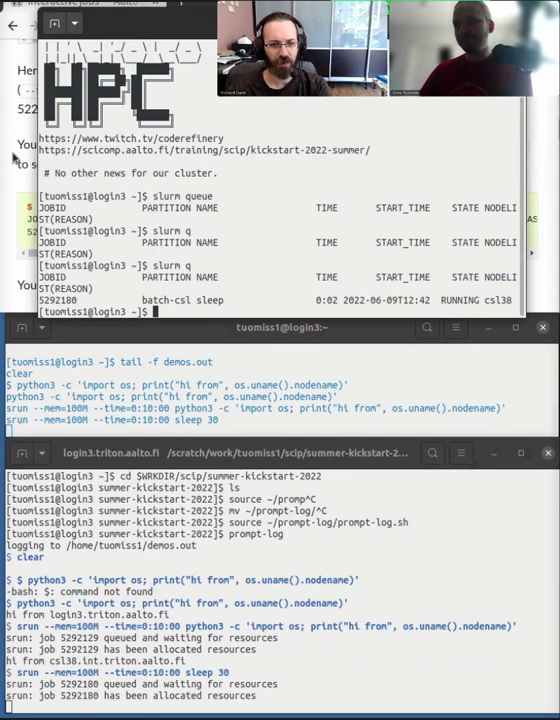 Interactive jobs
Aalto
Her
( --
522
You
to s
$
JO
52
You
HPC
https://www.twitch.tv/coderefinery
https://scicomp.aalto.fi/training/scip/kickstart-2022-summer/
# No other news for our cluster.
[tuomiss1@login3 ~]$ slurm queue
JOBID PARTITION NAME TIME START_TIME STATE NODELI
ST(REASON)
[tuomiss1@login3 ~]$ slurm q
JOBID PARTITION NAME TIME START_TIME STATE NODELI
ST(REASON)
[tuomiss1@login3 ~]$ slurm q
JOBID PARTITION NAME TIME START_TIME STATE NODELI
ST(REASON)
5292180 batch-csl sleep 0:02 2022-06-09T12:42 RUNNING csl38
[tuomiss1@login3 ~]$
AS
tuomiss1@login3:~
[tuomiss1@login3 ~]$ tail -f demos.out
clear
$ python3 -c 'import os; print("hi from", os.uname().nodename)'
python3 -c 'import os; print("hi from", os.uname().nodename)'
srun --mem=100M --time=0:10:00 python3 -c 'import os; print("hi from", os.uname().nodename)'
srun --mem=100M --time=0:10:00 sleep 30
login3.triton.aalto.fi /scratch/work/tuomiss1/scip/summer-kickstart-2...
[tuomiss1@login3 ~]$ cd $WRKDIR/scip/summer-kickstart-2022
[tuomiss1@login3 summer-kickstart-2022]$ ls
[tuomiss1@login3 summer-kickstart-2022]$ source ~/promp^C
[tuomiss1@login3 summer-kickstart-2022]$ mv ~/prompt-log/^C
[tuomiss1@login3 summer-kickstart-2022]$ source ~/prompt-log/prompt-log.sh
[tuomiss1@login3 summer-kickstart-2022]$ prompt-log
logging to /home/tuomiss1/demos.out
$ clear
$ $ python3 -c 'import os; print("hi from", os.uname().nodename)'
-bash: $: command not found
$ python3 -c 'import os; print("hi from", os.uname().nodename)'
hi from login3.triton.aalto.fi
$ srun --mem=100M --time=0:10:00 python3 -c 'import os; print("hi from", os.uname().nodename)'
srun: job 5292129 queued and waiting for resources
srun: job 5292129 has been allocated resources
hi from csl38.int.triton.aalto.fi
$ srun --mem=100M --time=0:10:00 sleep 30
srun: job 5292180 queued and waiting for resources
srun: job 5292180 has been allocated resources